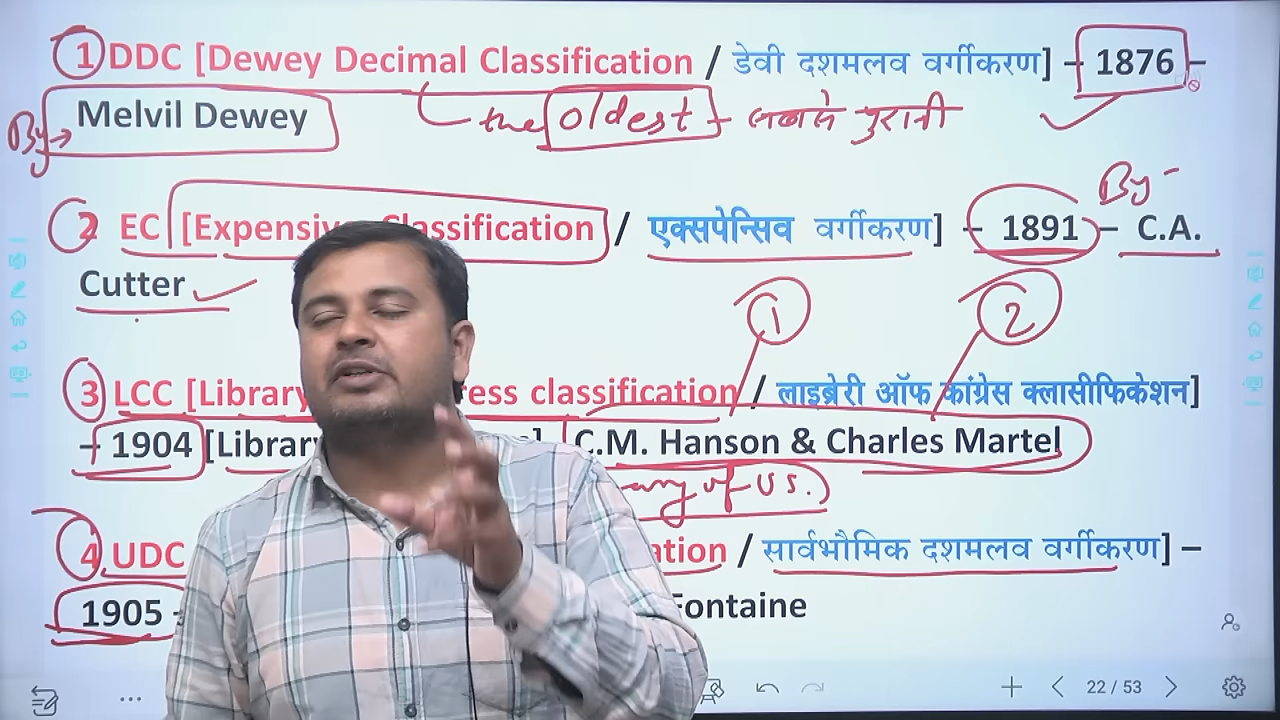 1 DDC [Dewey Decimal Classification / डेवी दशमलव वर्गीकरण] – 1876 –
By → Melvil Dewey the oldest - सबसे पुरानी
By -
2 EC [Expensive Classification / एक्सपेन्सिव वर्गीकरण] – 1891 – C.A.
Cutter
1 2
3 LCC [Library ress classification / लाइब्रेरी ऑफ कांग्रेस क्लासीफिकेशन]
– 1904 [Library C.M. Hanson & Charles Martel
of US.)
4 UDC ation / सार्वभौमिक दशमलव वर्गीकरण] –
1905 Fontaine
22 / 53